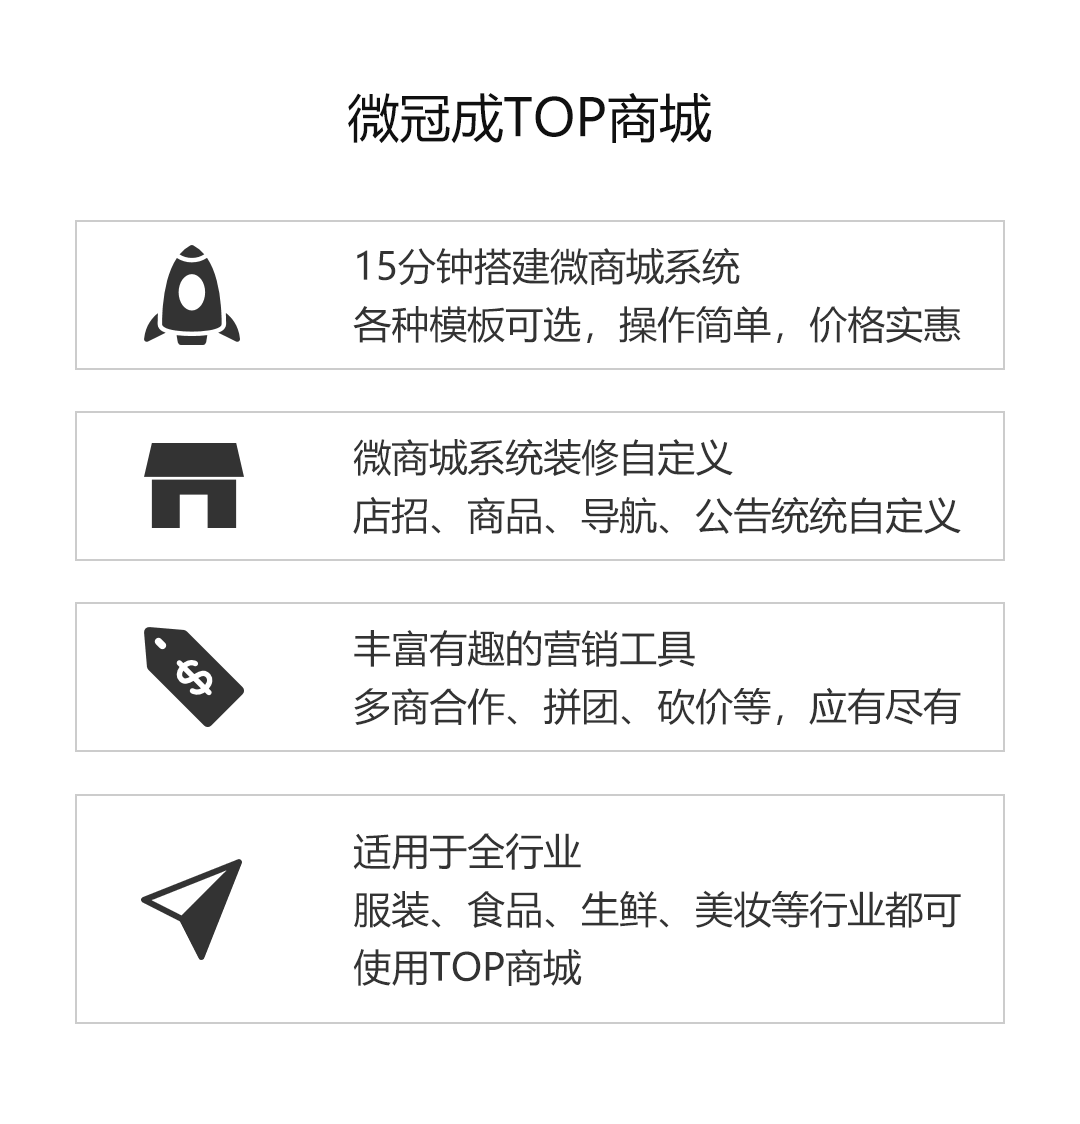 微冠成TOP商城
15分钟搭建微商城系统
各种模板可选，操作简单，价格实惠
微商城系统装修自定义
店招、商品、导航、公告统统自定义
丰富有趣的营销工具
多商合作、拼团、砍价等，应有尽有
适用于全行业
服装、食品、生鲜、美妆等行业都可
使用TOP商城